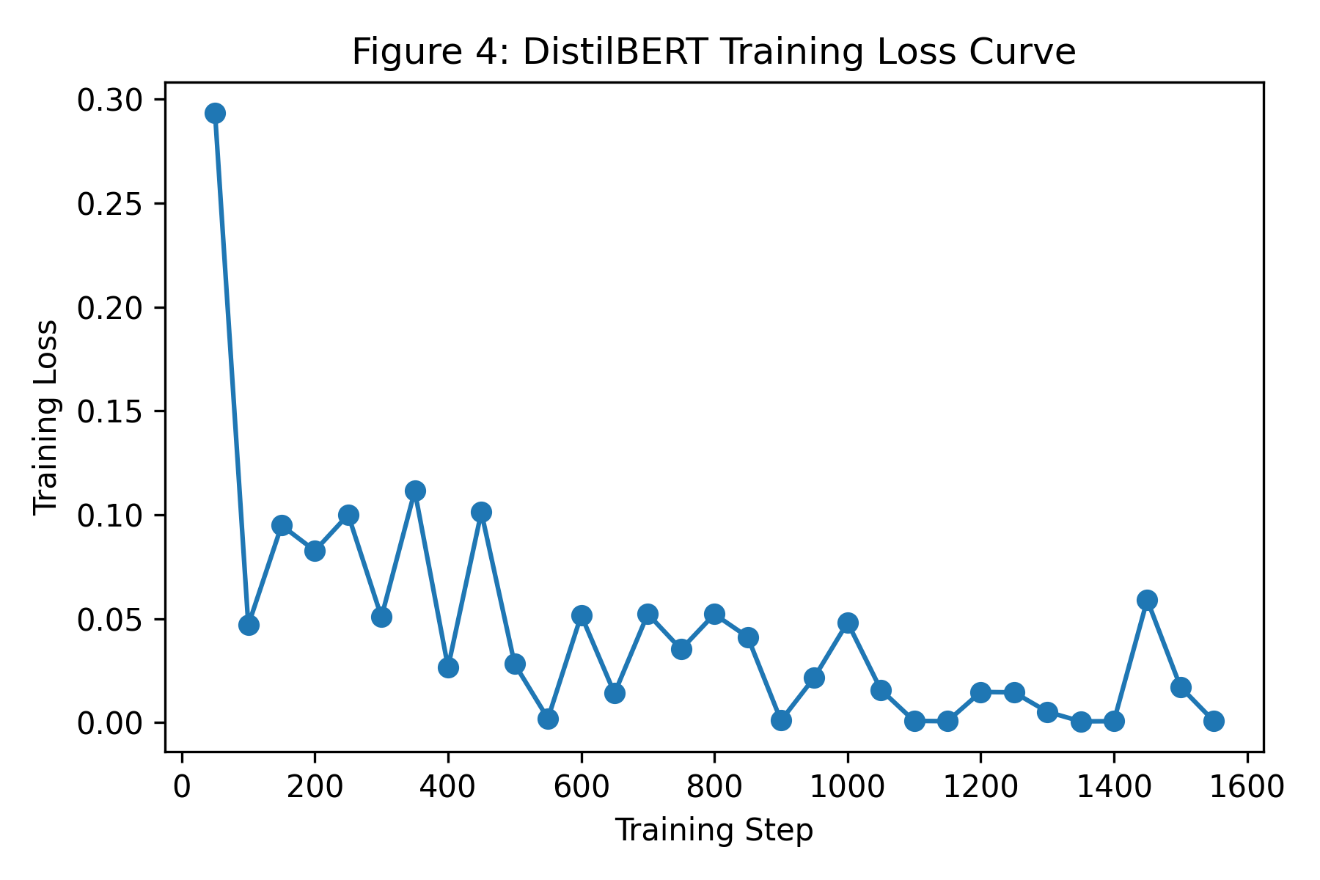 Figure 4: DistilBERT Training Loss Curve
0.30
0.25
0.20
0.15
0.10
0.05
0.00
Training Loss
0 200 400 600 800 1000 1200 1400 1600
Training Step